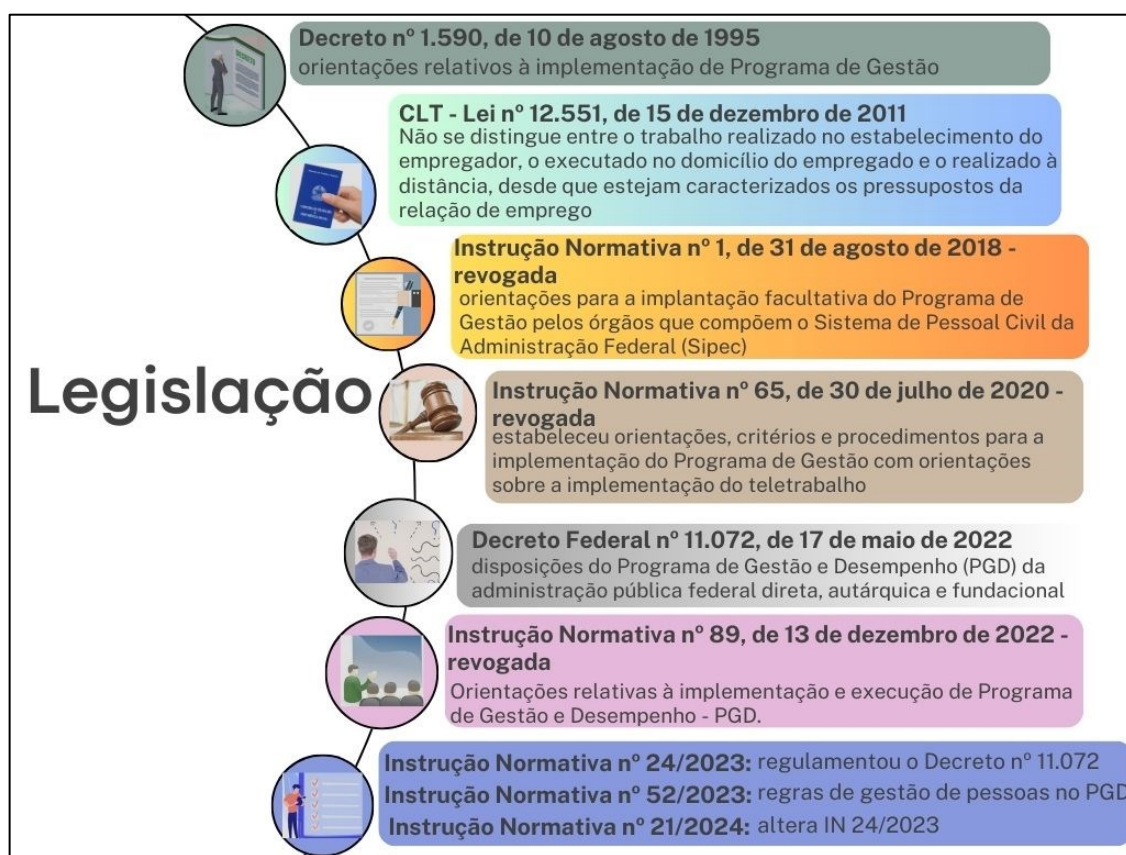 Decreto nº 1.590, de 10 de agosto de 1995
orientações relativos à implementação de Programa de Gestão
CLT - Lei nº 12.551, de 15 de dezembro de 2011
Não se distingue entre o trabalho realizado no estabelecimento do
empregador, o executado no domicílio do empregado e o realizado à
distância, desde que estejam caracterizados os pressupostos da
relação de emprego
Instrução Normativa nº 1, de 31 de agosto de 2018 -
revogada
orientações para a implantação facultativa do Programa de
Gestão pelos órgãos que compõem o Sistema de Pessoal Civil da
Administração Federal (Sipec)
Legislação
Instrução Normativa nº 65, de 30 de julho de 2020 -
revogada
estabeleceu orientações, critérios e procedimentos para a
implementação do Programa de Gestão com orientações
sobre a implementação do teletrabalho
Decreto Federal nº 11.072, de 17 de maio de 2022
disposições do Programa de Gestão e Desempenho (PGD) da
administração pública federal direta, autárquica e fundacional
Instrução Normativa nº 89, de 13 de dezembro de 2022 -
revogada
Orientações relativas à implementação e execução de Programa
de Gestão e Desempenho - PGD.
Instrução Normativa nº 24/2023: regulamentou o Decreto nº 11.072
Instrução Normativa nº 52/2023: regras de gestão de pessoas no PGD
Instrução Normativa nº 21/2024: altera IN 24/2023